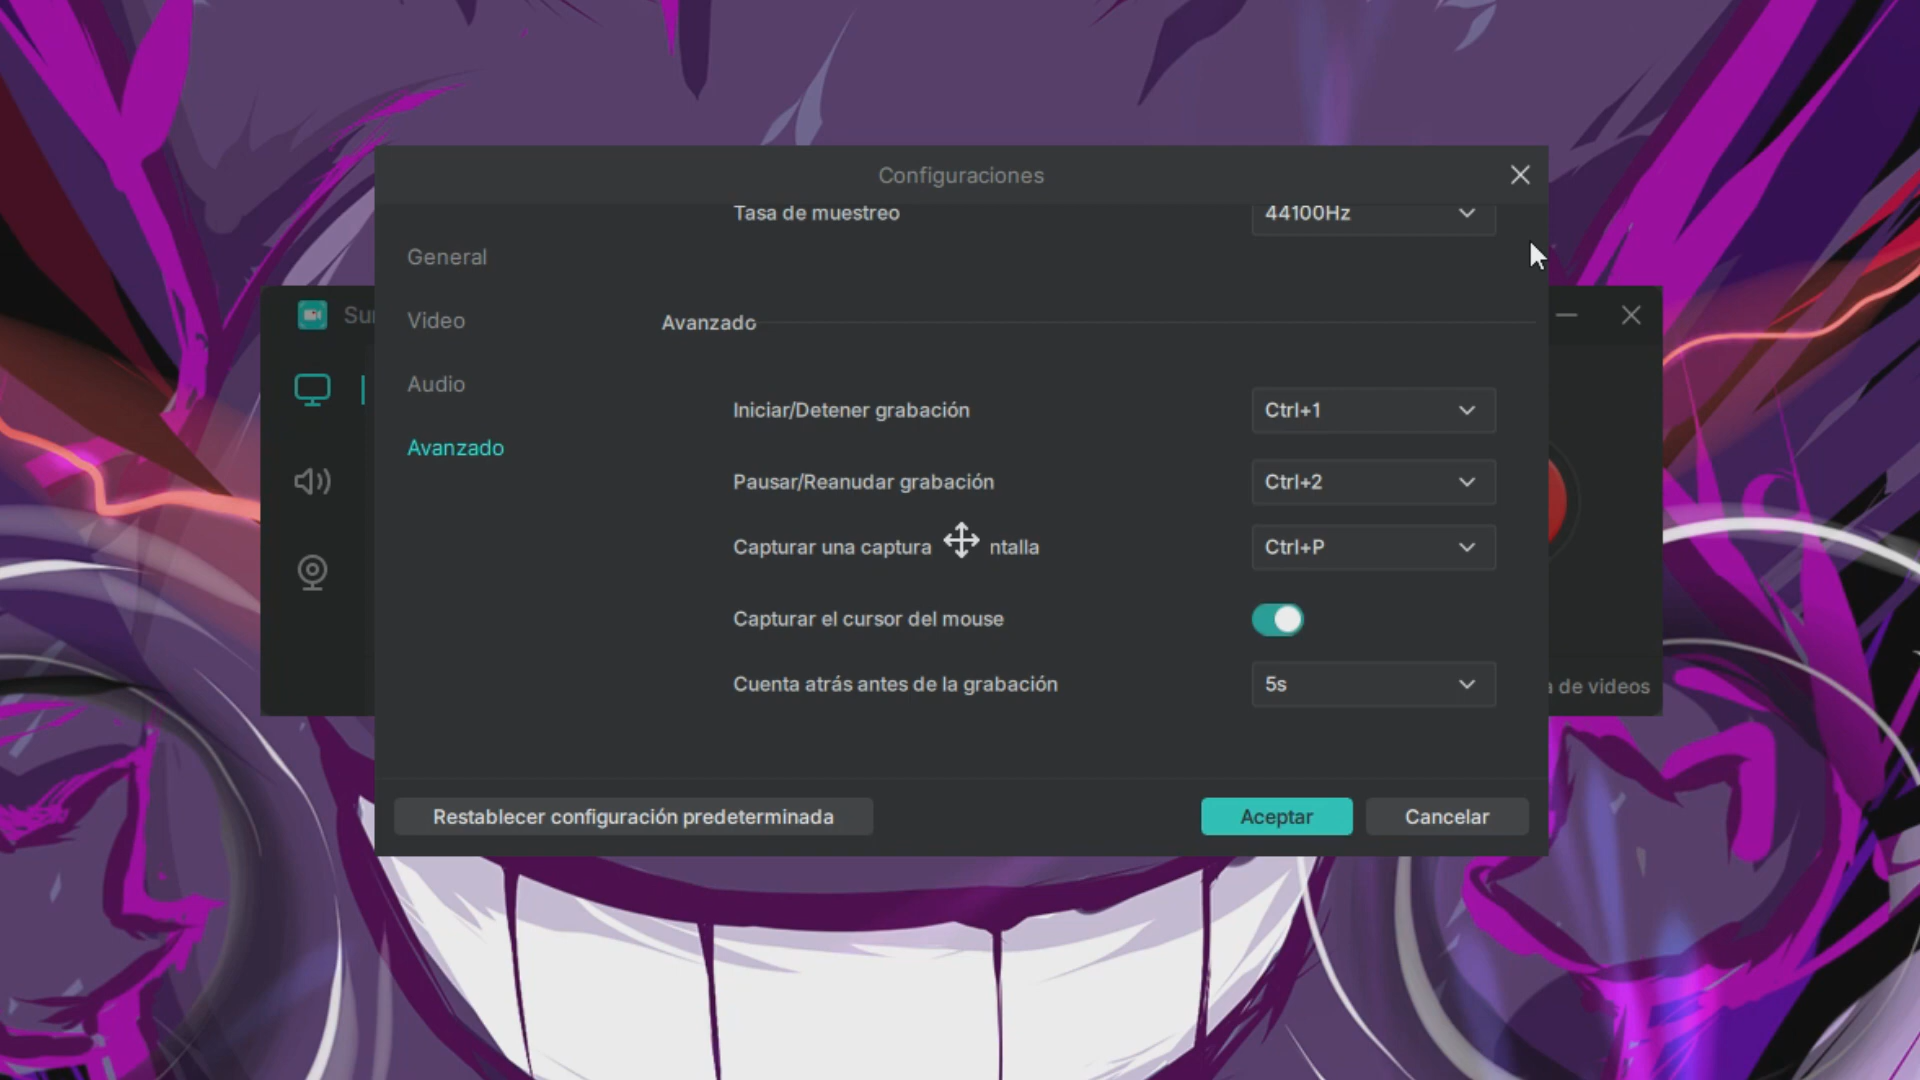 Configuraciones
Tasa de muestreo 44100Hz
General
Video
Audio
Avanzado
Avanzado
Iniciar/Detener grabación Ctrl+1
Pausar/Reanudar grabación Ctrl+2
Capturar una captura ntalla Ctrl+P
Capturar el cursor del mouse
Cuenta atrás antes de la grabación 5s
de videos
Restablecer configuración predeterminada Aceptar Cancelar